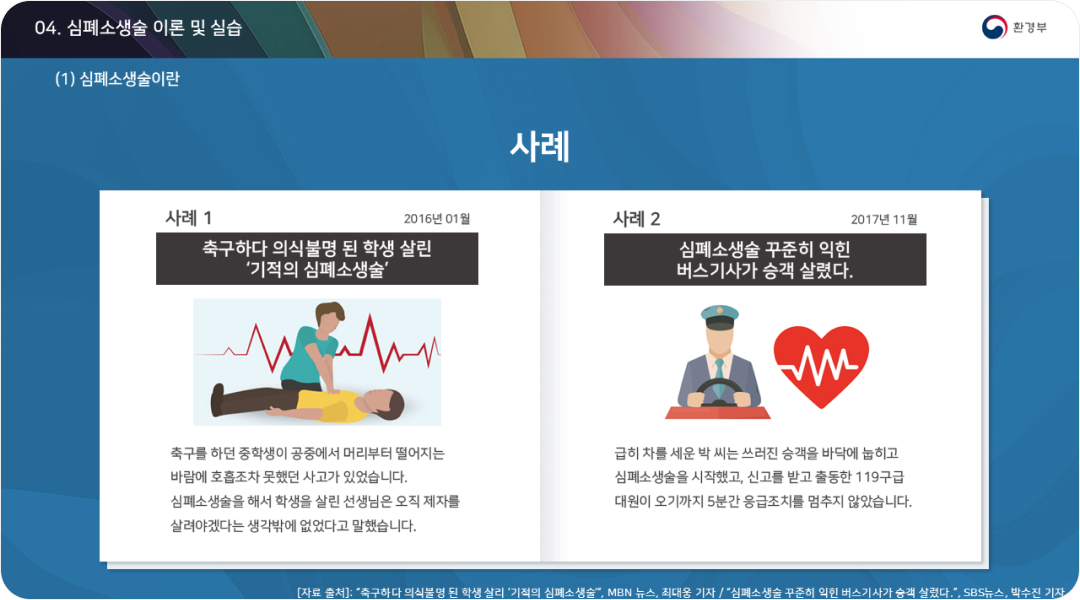 04. 심폐소생술 이론 및 실습
환경부
(1) 심폐소생술이란
사례
사례 1
2016년 01월
축구하다 의식불명 된 학생 살린
‘기적의 심폐소생술’
축구를 하던 중학생이 공중에서 머리부터 떨어지는
바람에 호흡조차 못했던 사고가 있었습니다.
심폐소생술을 해서 학생을 살린 선생님은 오직 제자를
살려야겠다는 생각밖에 없었다고 말했습니다.
사례 2
2017년 11월
심폐소생술 꾸준히 익힌
버스기사가 승객 살렸다.
급히 차를 세운 박 씨는 쓰러진 승객을 바닥에 눕히고
심폐소생술을 시작했고, 신고를 받고 출동한 119구급
대원이 오기까지 5분간 응급조치를 멈추지 않았습니다.
[자료 출처]: “축구하다 의식불명 된 학생 살리 ‘기적의 심폐소생술’”, MBN 뉴스, 최대웅 기자 / “심폐소생술 꾸준히 익힌 버스기사가 승객 살렸다.”, SBS뉴스, 박수진 기자